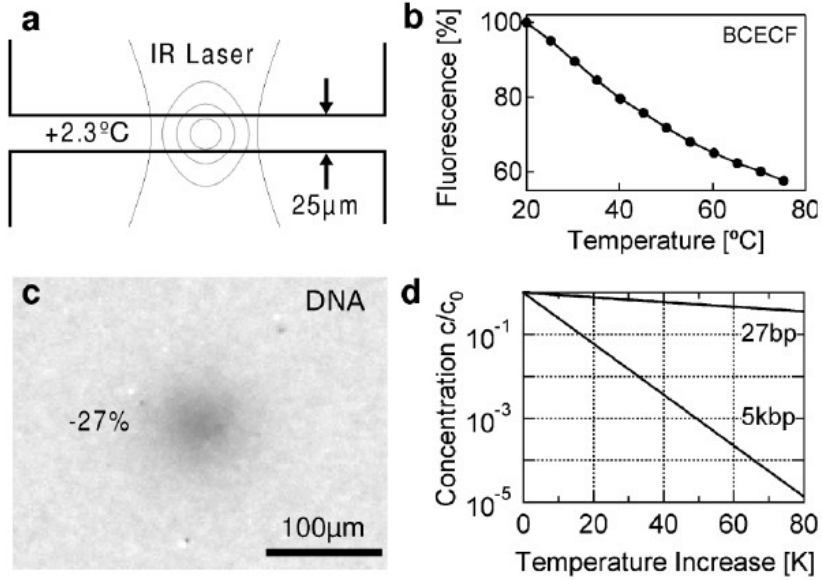 a
IR Laser
+2.3ºC
25µm
b
BCECF
Fluorescence [%]
100
80
60
20
40
60
80
Temperature [ºC]
c
DNA
-27%
100µm
d
Concentration c/c0
10-1
10-3
10-5
27bp
5kbp
0
20
40
60
80
Temperature Increase [K]